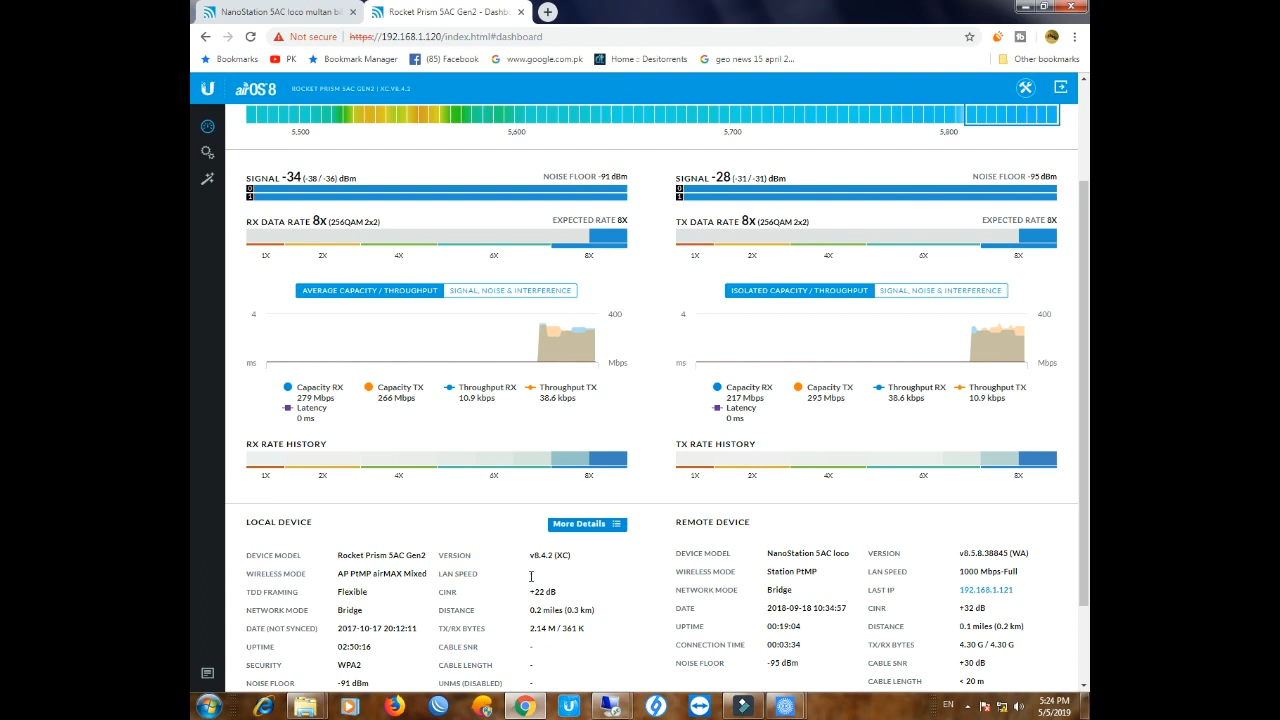 NanoStation 5AC loco multan bi
Rocket Prism 5AC Gen2 - Dashb
Not secure https://192.168.1.120/index.html#dashboard
Bookmarks PK Bookmark Manager (85) Facebook www.google.com.pk Home :: Desitorrents geo news 15 april 2... Other bookmarks
airOS 8 ROCKET PRISM 5AC GEN2 | XC.V8.4.2
5,500 5,600 5,700 5,800
SIGNAL -34 (-38 / -36) dBm NOISE FLOOR -91 dBm
0
1
RX DATA RATE 8x (256QAM 2x2) EXPECTED RATE 8X
1X 2X 4X 6X 8X
AVERAGE CAPACITY / THROUGHPUT SIGNAL, NOISE & INTERFERENCE
4 400
ms Mbps
Capacity RX Capacity TX Throughput RX Throughput TX
279 Mbps 266 Mbps 10.9 kbps 38.6 kbps
Latency
0 ms
RX RATE HISTORY
1X 2X 4X 6X 8X
SIGNAL -28 (-31 / -31) dBm NOISE FLOOR -95 dBm
0
1
TX DATA RATE 8x (256QAM 2x2) EXPECTED RATE 8X
1X 2X 4X 6X 8X
ISOLATED CAPACITY / THROUGHPUT SIGNAL, NOISE & INTERFERENCE
4 400
ms Mbps
Capacity RX Capacity TX Throughput RX Throughput TX
217 Mbps 295 Mbps 38.6 kbps 10.9 kbps
Latency
0 ms
TX RATE HISTORY
1X 2X 4X 6X 8X
LOCAL DEVICE More Details
DEVICE MODEL Rocket Prism 5AC Gen2 VERSION v8.4.2 (XC)
WIRELESS MODE AP PtMP airMAX Mixed LAN SPEED
TDD FRAMING Flexible CINR +22 dB
NETWORK MODE Bridge DISTANCE 0.2 miles (0.3 km)
DATE (NOT SYNCED) 2017-10-17 20:12:11 TX/RX BYTES 2.14 M / 361 K
UPTIME 02:50:16 CABLE SNR -
SECURITY WPA2 CABLE LENGTH -
NOISE FLOOR -91 dBm UNMS (DISABLED) -
REMOTE DEVICE
DEVICE MODEL NanoStation 5AC loco VERSION v8.5.8.38845 (WA)
WIRELESS MODE Station PtMP LAN SPEED 1000 Mbps-Full
NETWORK MODE Bridge LAST IP 192.168.1.121
DATE 2018-09-18 10:34:57 CINR +32 dB
UPTIME 00:19:04 DISTANCE 0.1 miles (0.2 km)
CONNECTION TIME 00:03:34 TX/RX BYTES 4.30 G / 4.30 G
NOISE FLOOR -95 dBm CABLE SNR +30 dB
CABLE LENGTH < 20 m
EN 5:24 PM
5/5/2019